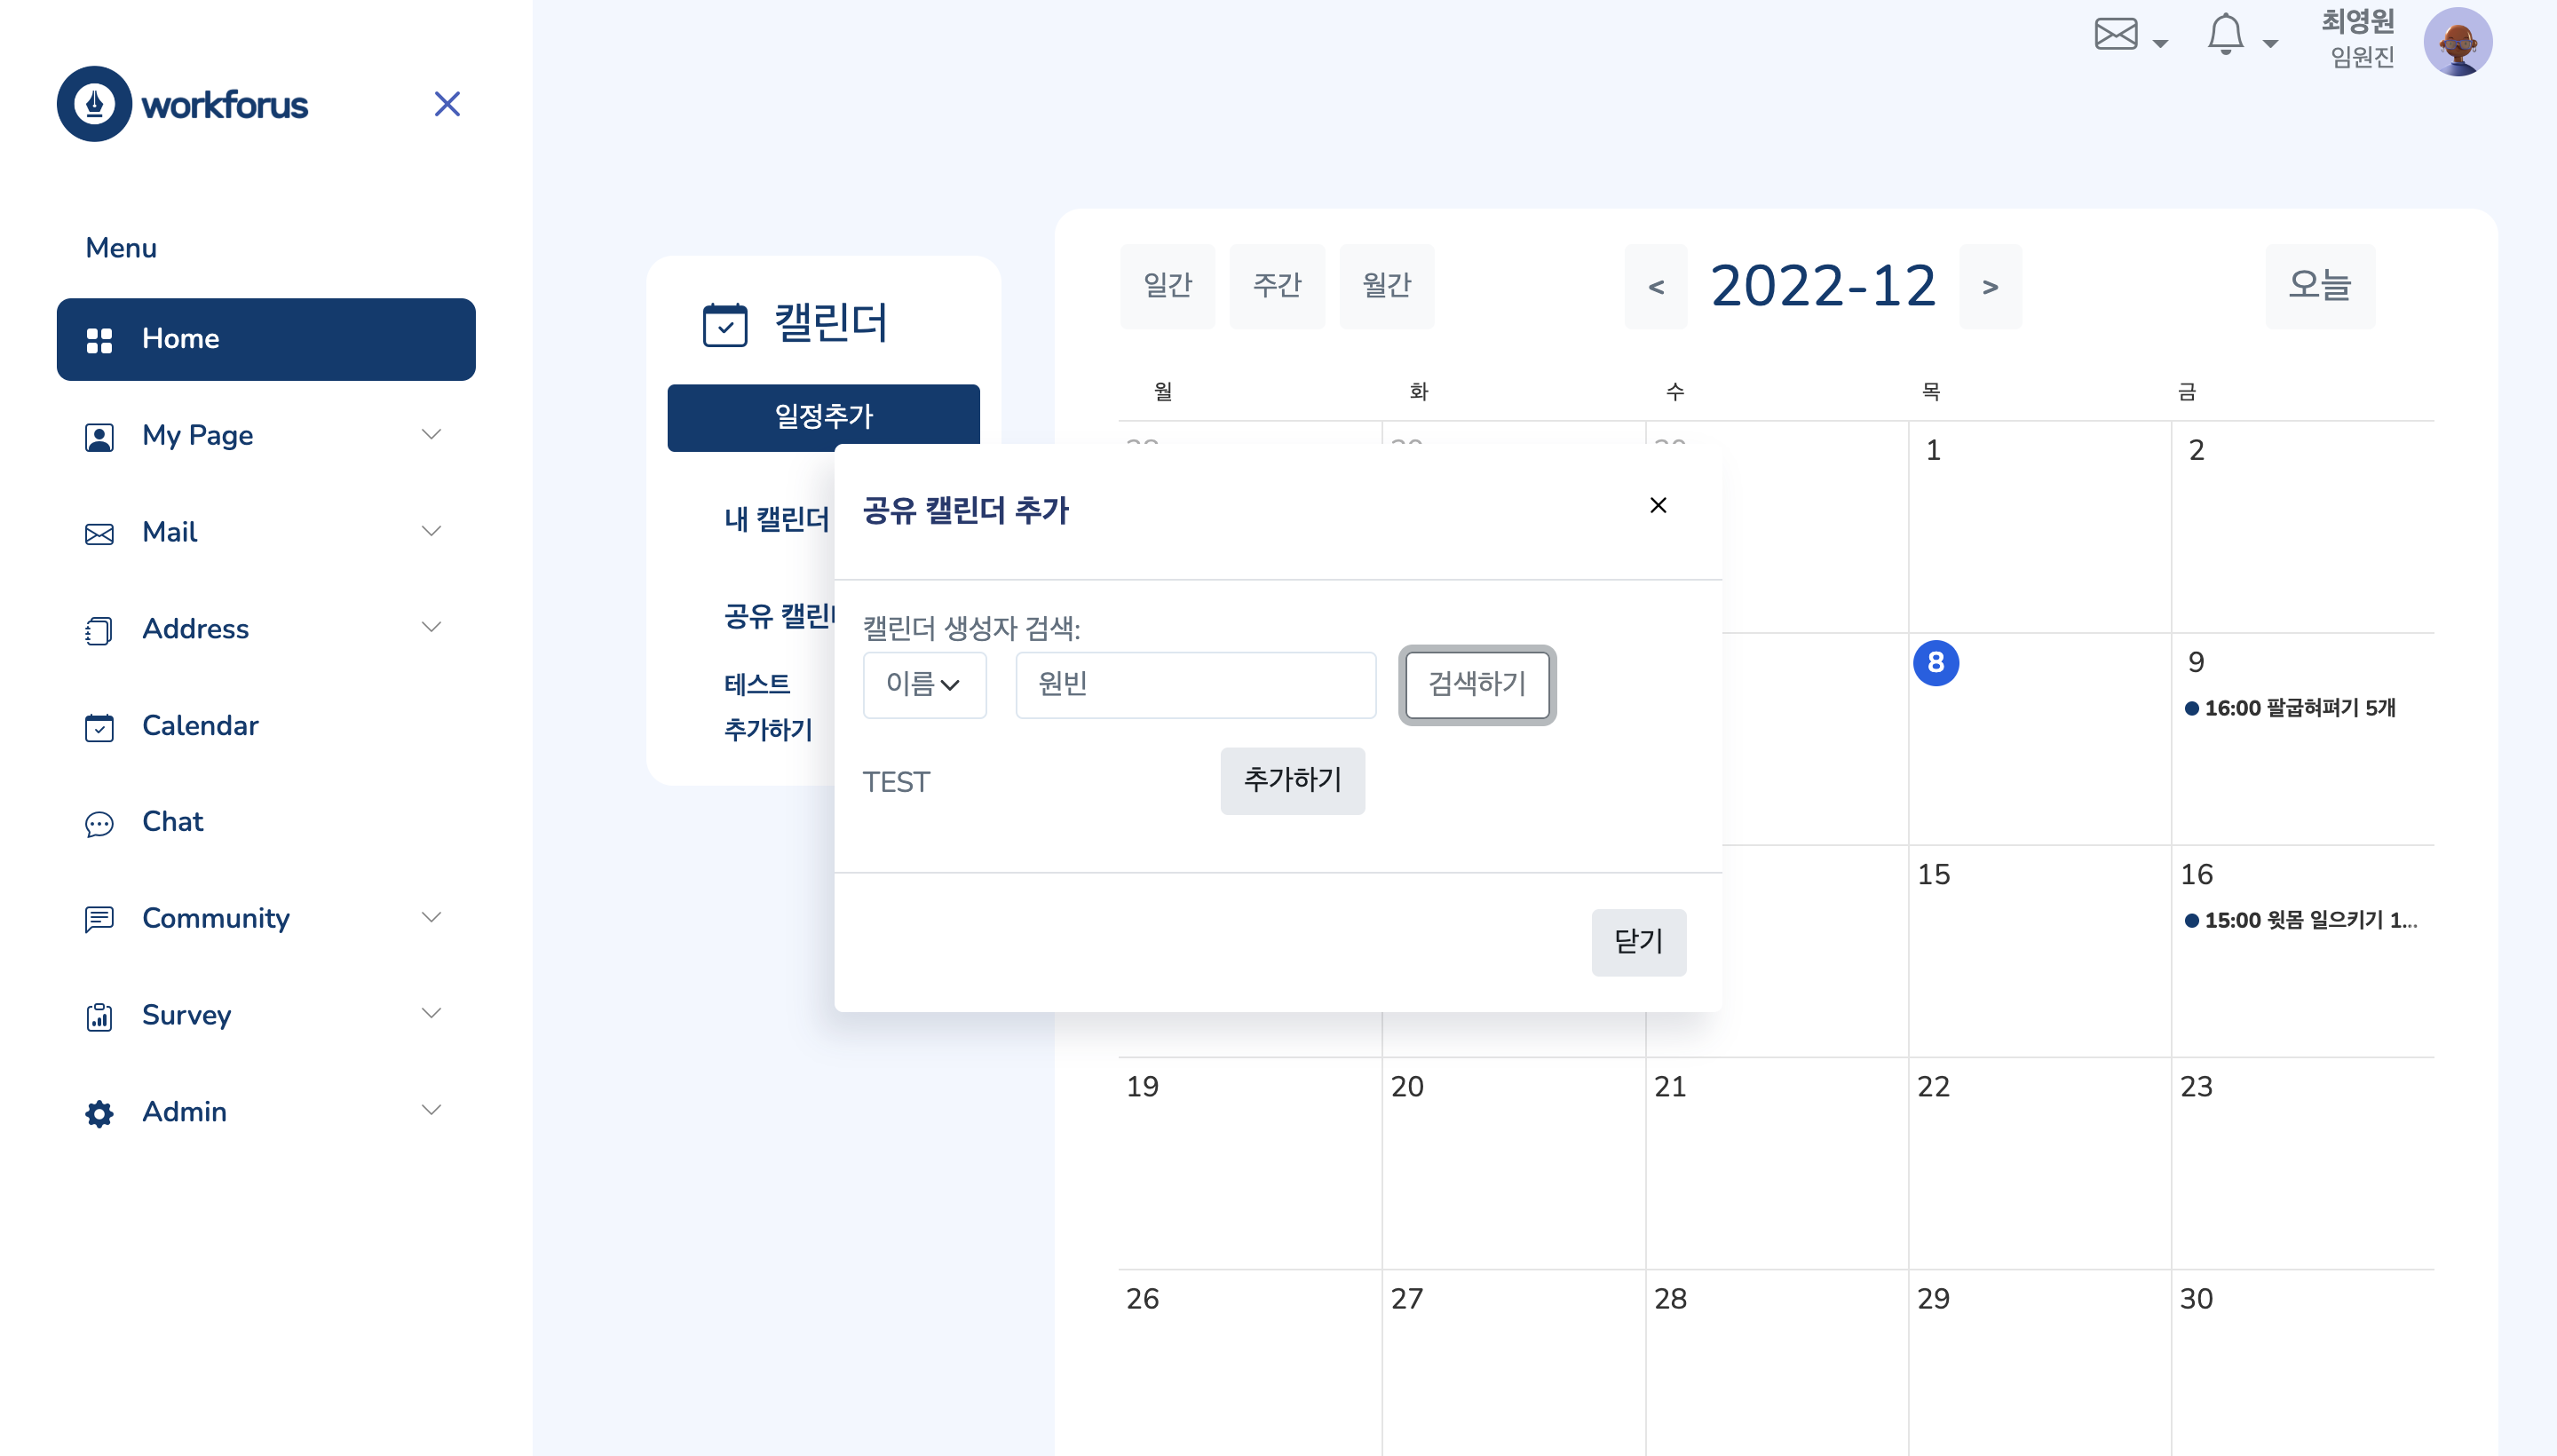 workforus
Menu
Home
My Page
Mail
Address
Calendar
Chat
Community
Survey
Admin
최영원
임원진
캘린더
일정추가
내 캘린더
공유 캘린
테스트
추가하기
일간 주간 월간
< 2022-12 >
오늘
월 화 수 목 금
1 2
8 9
16:00 팔굽혀펴기 5개
15 16
15:00 윗몸 일으키기 1...
19 20 21 22 23
26 27 28 29 30
공유 캘린더 추가
캘린더 생성자 검색:
이름 원빈 검색하기
TEST 추가하기
닫기